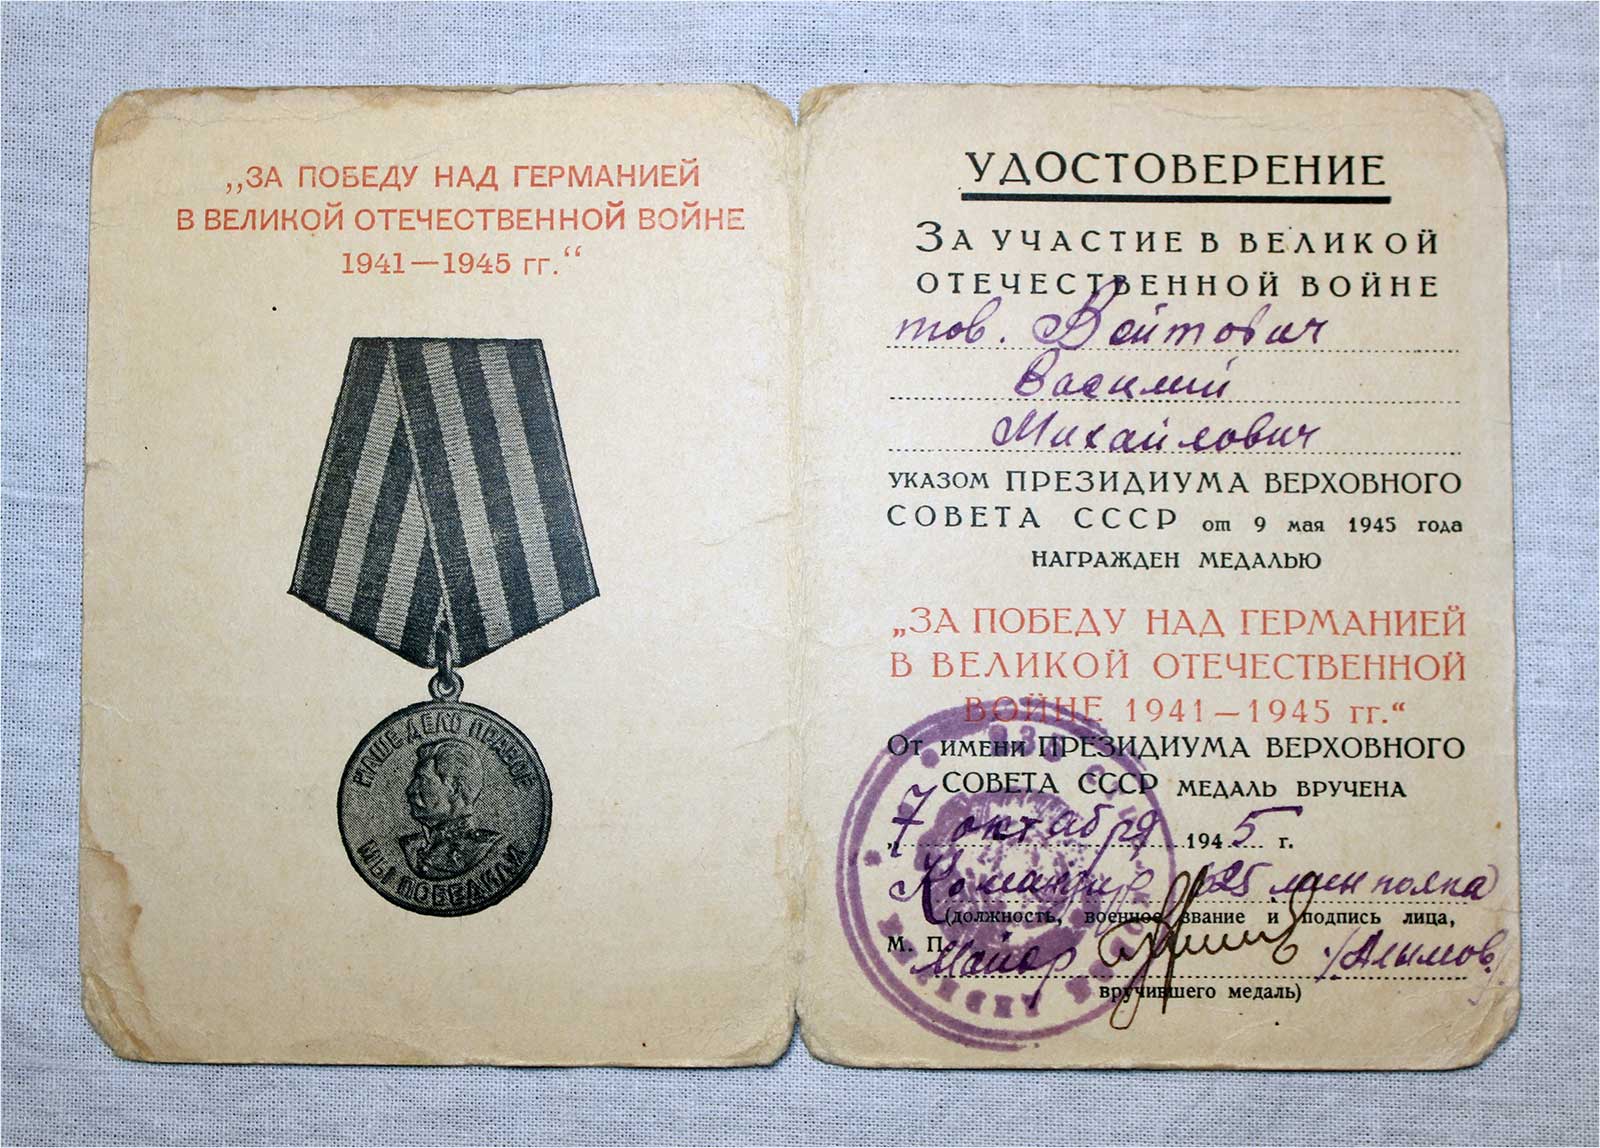 „ЗА ПОБЕДУ НАД ГЕРМАНИЕЙ
В ВЕЛИКОЙ ОТЕЧЕСТВЕННОЙ ВОЙНЕ
1941—1945 гг.“
НАШЕ ДЕЛО ПРАВОЕ
МЫ ПОБЕДИЛИ
УДОСТОВЕРЕНИЕ
ЗА УЧАСТИЕ В ВЕЛИКОЙ
ОТЕЧЕСТВЕННОЙ ВОЙНЕ
тов. Войтович
Василий
Михайлович
УКАЗОМ ПРЕЗИДИУМА ВЕРХОВНОГО
СОВЕТА СССР от 9 мая 1945 года
НАГРАЖДЕН МЕДАЛЬЮ
„ЗА ПОБЕДУ НАД ГЕРМАНИЕЙ
В ВЕЛИКОЙ ОТЕЧЕСТВЕННОЙ
ВОЙНЕ 1941—1945 гг.“
ОТ ИМЕНИ ПРЕЗИДИУМА ВЕРХОВНОГО
СОВЕТА СССР МЕДАЛЬ ВРУЧЕНА
„7 октября 1945 г.
Командир 625 мин полка
(должность, военное звание и подпись лица,
М. П. Майор /Алымов/
вручившего медаль)